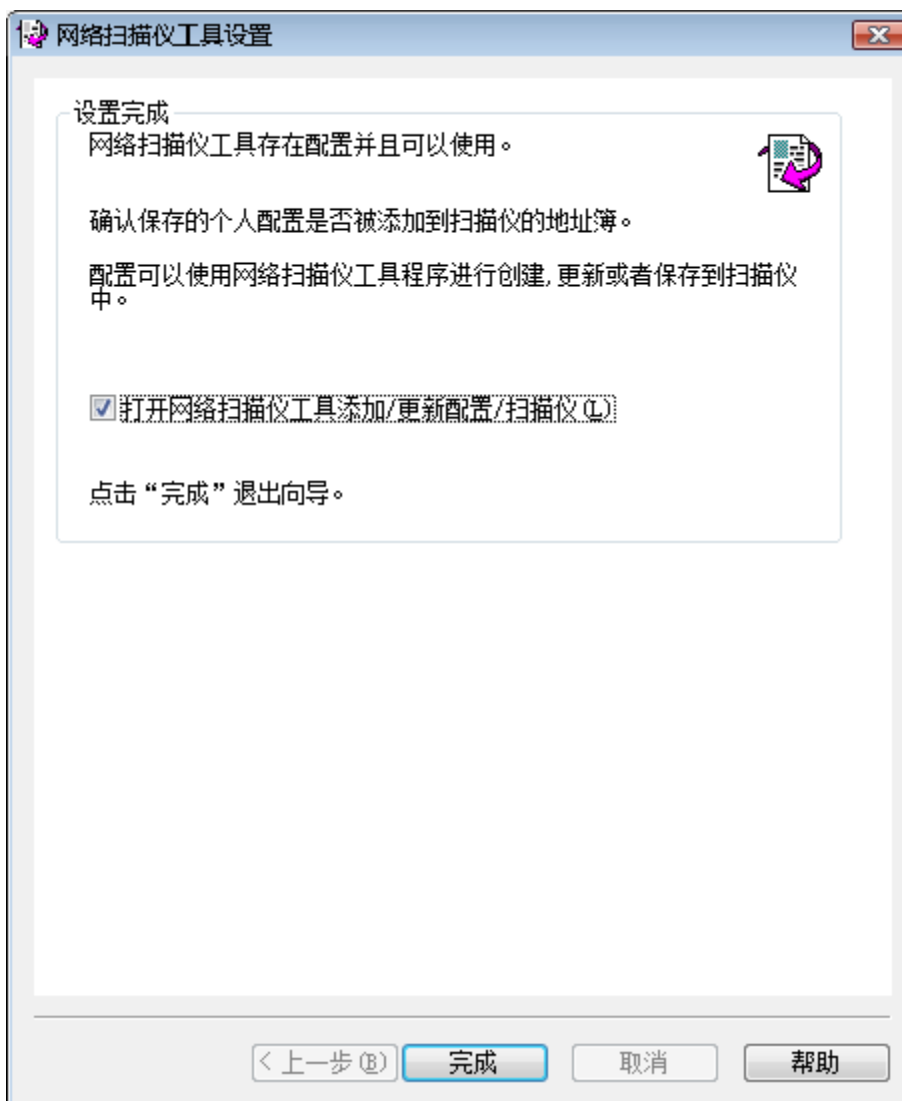 网络扫描仪工具设置
设置完成
网络扫描仪工具存在配置并且可以使用。
确认保存的个人配置是否被添加到扫描仪的地址簿。
配置可以使用网络扫描仪工具程序进行创建,更新或者保存到扫描仪
中。
打开网络扫描仪工具添加/更新配置/扫描仪(L)
点击“完成”退出向导。
<上一步(B) 完成 取消 帮助